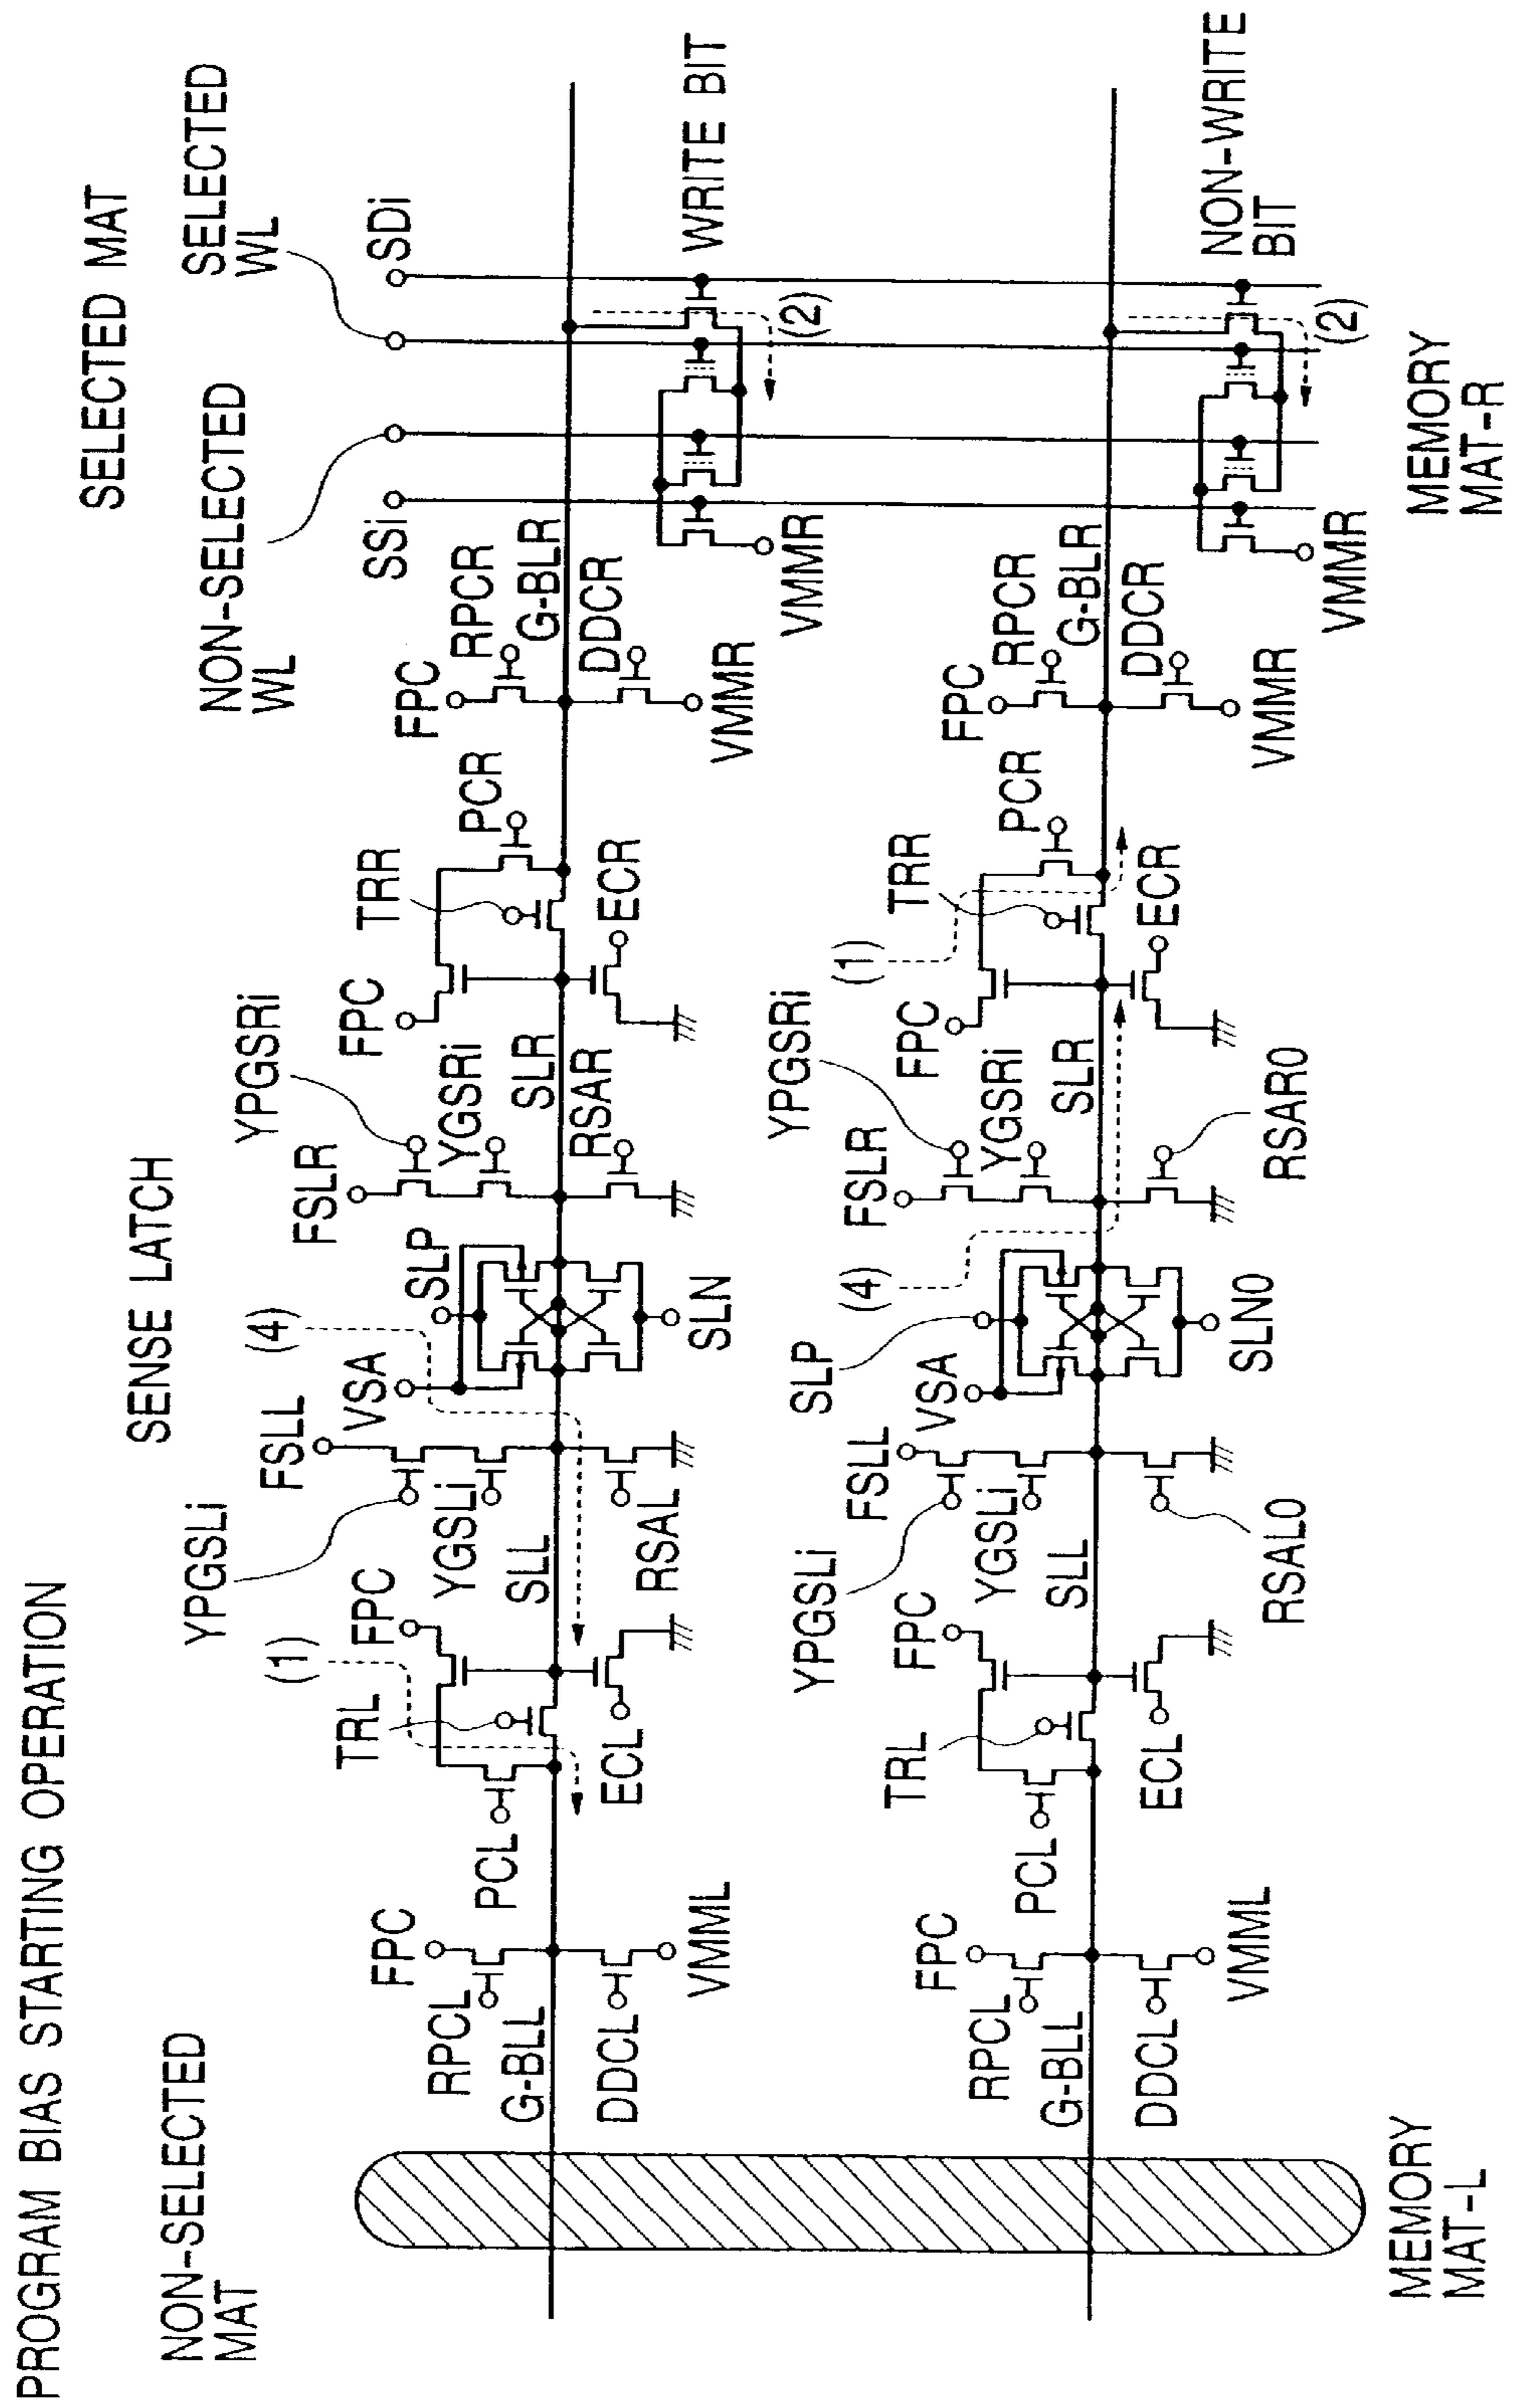 PROGRAM BIAS STARTING OPERATION
NON-SELECTED
MAT
SENSE LATCH
SELECTED MAT
NON-SELECTED
WL
SELECTED
WL
YPGSLi
FSLL
(4)
YPGSRi
FSLR
SSi
SDi
(1)
FPC
VSA
SLP
FPC
TRR
FPC
TRL
YGSLi
YGSRi
PCR
RPCR
FPC
RPCL
PCL
G-BLL
SLL
SLR
G-BLR
DDCL
ECL
RSAL
SLN
RSAR
ECR
DDCR
VMML
VMMR
VMMR
(2)
WRITE BIT
YPGSLi
FSLL
SLP
(4)
YPGSRi
FSLR
(1)
FPC
VSA
FPC
TRR
FPC
TRL
YGSLi
YGSRi
PCR
RPCR
FPC
RPCL
PCL
G-BLL
SLL
SLR
G-BLR
DDCL
ECL
RSAL0
SLN0
RSAR0
ECR
DDCR
VMML
VMMR
VMMR
(2)
NON-WRITE
BIT
MEMORY
MAT-L
MEMORY
MAT-R